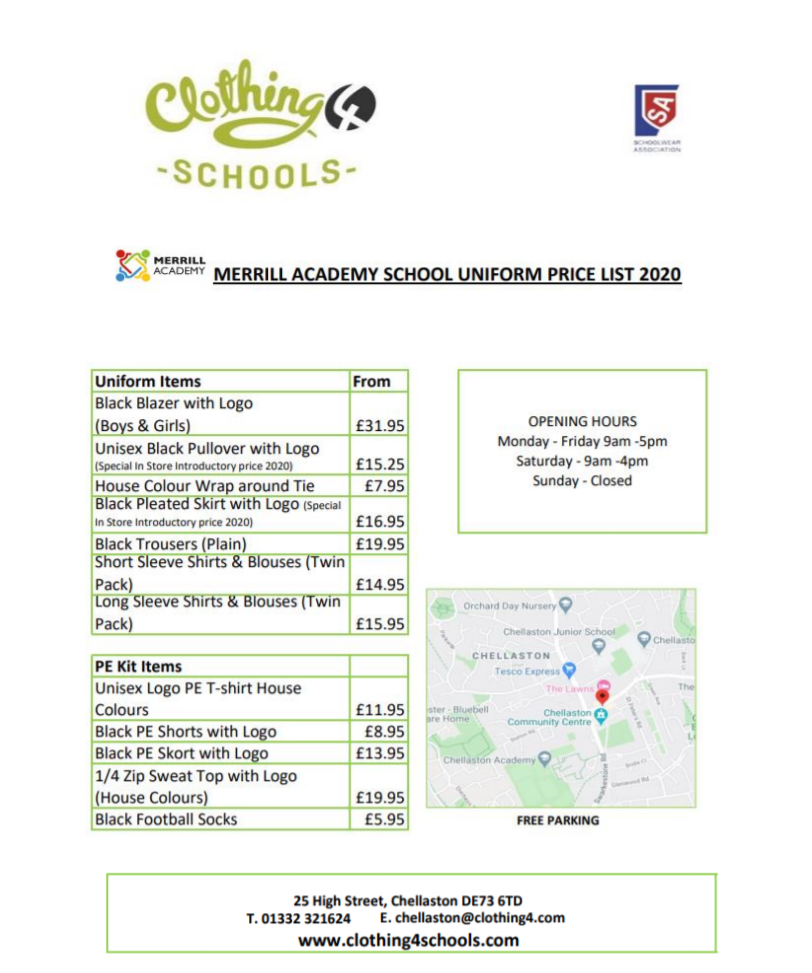 Clothing4
-SCHOOLS-
SA
SCHOOLWEAR
ASSOCIATION
MERRILL
ACADEMY
MERRILL ACADEMY SCHOOL UNIFORM PRICE LIST 2020
Uniform Items From
Black Blazer with Logo
(Boys & Girls) £31.95
Unisex Black Pullover with Logo
(Special In Store Introductory price 2020) £15.25
House Colour Wrap around Tie £7.95
Black Pleated Skirt with Logo (Special
In Store Introductory price 2020) £16.95
Black Trousers (Plain) £19.95
Short Sleeve Shirts & Blouses (Twin
Pack) £14.95
Long Sleeve Shirts & Blouses (Twin
Pack) £15.95
OPENING HOURS
Monday - Friday 9am -5pm
Saturday - 9am -4pm
Sunday - Closed
PE Kit Items
Unisex Logo PE T-shirt House
Colours £11.95
Black PE Shorts with Logo £8.95
Black PE Skort with Logo £13.95
1/4 Zip Sweat Top with Logo
(House Colours) £19.95
Black Football Socks £5.95
Orchard Day Nursery
Chellaston Junior School
Chellasto
CHELLASTON
Tesco Express
The Lawns
The
ster - Bluebell
are Home
Chellaston
Community Centre
Station Rd
Chellaston Academy
Swarkestone Rd
Glenwood Rd
FREE PARKING
25 High Street, Chellaston DE73 6TD
T. 01332 321624 E. chellaston@clothing4.com
www.clothing4schools.com